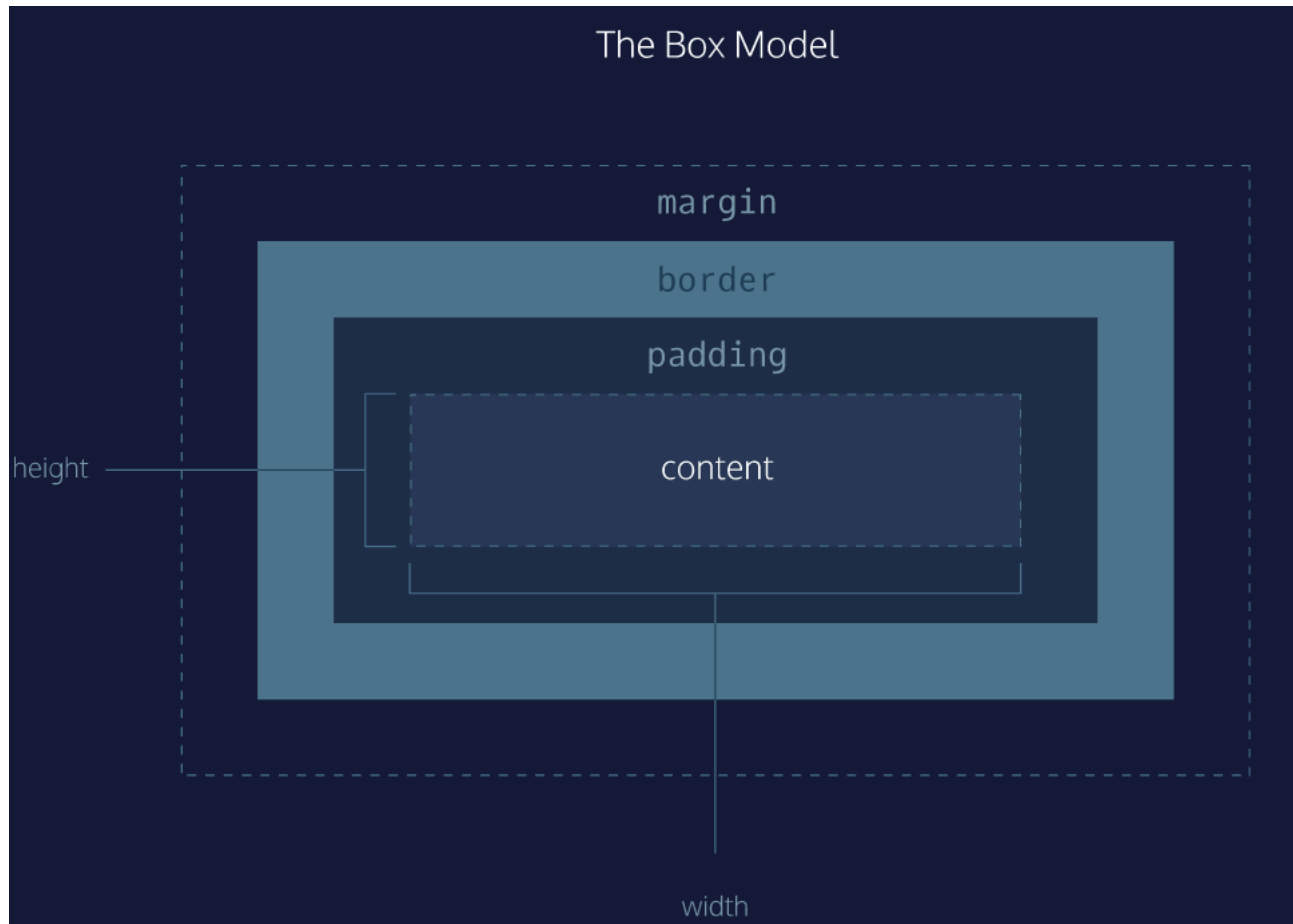 The Box Model
margin
border
padding
content
height
width